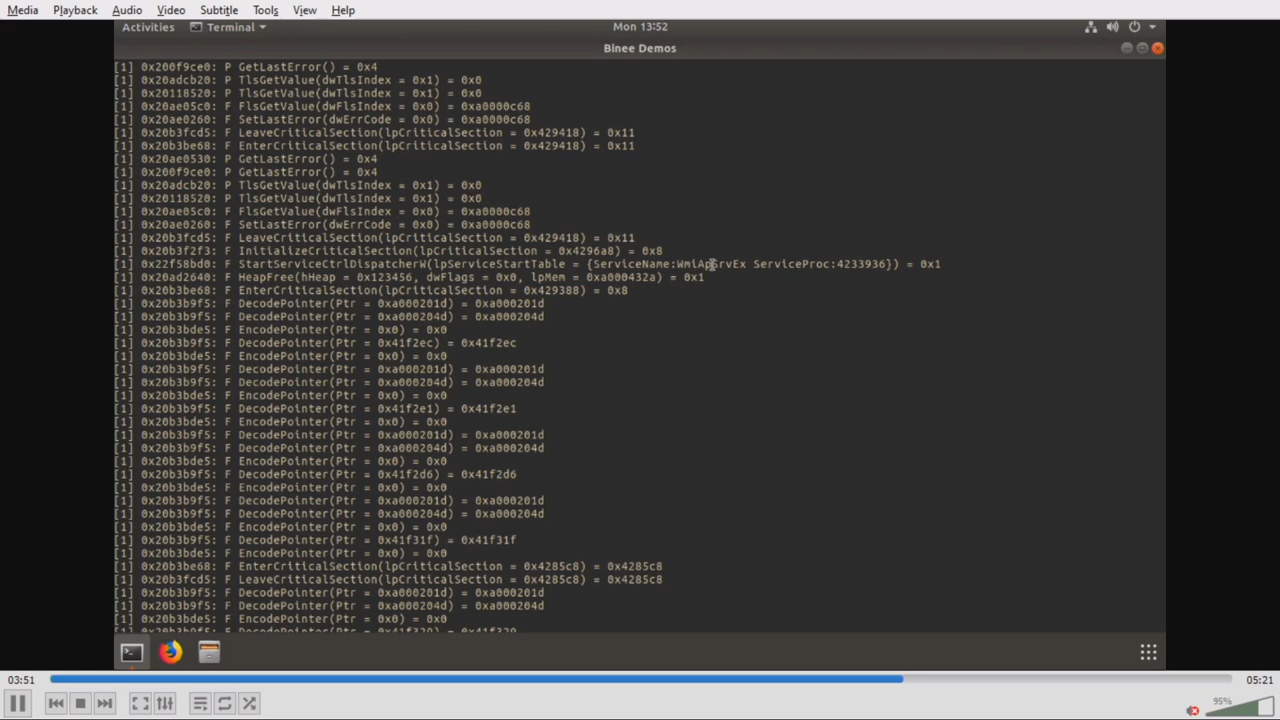 Media Playback Audio Video Subtitle Tools View Help
Activities Terminal Mon 13:52
Binee Demos
[1] 0x200f9ce0: P GetLastError() = 0x4
[1] 0x20adcb20: P TlsGetValue(dwTlsIndex = 0x1) = 0x0
[1] 0x20118520: P TlsGetValue(dwTlsIndex = 0x1) = 0x0
[1] 0x20ae05c0: F FlsGetValue(dwFlsIndex = 0x0) = 0xa0000c68
[1] 0x20ae0260: F SetLastError(dwErrCode = 0x0) = 0xa0000c68
[1] 0x20b3fcd5: F LeaveCriticalSection(lpCriticalSection = 0x429418) = 0x11
[1] 0x20b3be68: F EnterCriticalSection(lpCriticalSection = 0x429418) = 0x11
[1] 0x20ae0530: P GetLastError() = 0x4
[1] 0x200f9ce0: P GetLastError() = 0x4
[1] 0x20adcb20: P TlsGetValue(dwTlsIndex = 0x1) = 0x0
[1] 0x20118520: P TlsGetValue(dwTlsIndex = 0x1) = 0x0
[1] 0x20ae05c0: F FlsGetValue(dwFlsIndex = 0x0) = 0xa0000c68
[1] 0x20ae0260: F SetLastError(dwErrCode = 0x0) = 0xa0000c68
[1] 0x20b3fcd5: F LeaveCriticalSection(lpCriticalSection = 0x429418) = 0x11
[1] 0x20b3f2f3: F InitializeCriticalSection(lpCriticalSection = 0x4296a8) = 0x8
[1] 0x22f58bd0: F StartServiceCtrlDispatcherW(lpServiceStartTable = {ServiceName:WmiApSrvEx ServiceProc:4233936}) = 0x1
[1] 0x20ad2640: F HeapFree(hHeap = 0x123456, dwFlags = 0x0, lpMem = 0xa000432a) = 0x1
[1] 0x20b3be68: F EnterCriticalSection(lpCriticalSection = 0x429388) = 0x8
[1] 0x20b3b9f5: F DecodePointer(Ptr = 0xa000201d) = 0xa000201d
[1] 0x20b3b9f5: F DecodePointer(Ptr = 0xa000204d) = 0xa000204d
[1] 0x20b3bde5: F EncodePointer(Ptr = 0x0) = 0x0
[1] 0x20b3b9f5: F DecodePointer(Ptr = 0x41f2ec) = 0x41f2ec
[1] 0x20b3bde5: F EncodePointer(Ptr = 0x0) = 0x0
[1] 0x20b3b9f5: F DecodePointer(Ptr = 0xa000201d) = 0xa000201d
[1] 0x20b3b9f5: F DecodePointer(Ptr = 0xa000204d) = 0xa000204d
[1] 0x20b3bde5: F EncodePointer(Ptr = 0x0) = 0x0
[1] 0x20b3b9f5: F DecodePointer(Ptr = 0x41f2e1) = 0x41f2e1
[1] 0x20b3bde5: F EncodePointer(Ptr = 0x0) = 0x0
[1] 0x20b3b9f5: F DecodePointer(Ptr = 0xa000201d) = 0xa000201d
[1] 0x20b3b9f5: F DecodePointer(Ptr = 0xa000204d) = 0xa000204d
[1] 0x20b3bde5: F EncodePointer(Ptr = 0x0) = 0x0
[1] 0x20b3b9f5: F DecodePointer(Ptr = 0x41f2d6) = 0x41f2d6
[1] 0x20b3bde5: F EncodePointer(Ptr = 0x0) = 0x0
[1] 0x20b3b9f5: F DecodePointer(Ptr = 0xa000201d) = 0xa000201d
[1] 0x20b3b9f5: F DecodePointer(Ptr = 0xa000204d) = 0xa000204d
[1] 0x20b3bde5: F EncodePointer(Ptr = 0x0) = 0x0
[1] 0x20b3b9f5: F DecodePointer(Ptr = 0x41f31f) = 0x41f31f
[1] 0x20b3bde5: F EncodePointer(Ptr = 0x0) = 0x0
[1] 0x20b3be68: F EnterCriticalSection(lpCriticalSection = 0x4285c8) = 0x4285c8
[1] 0x20b3fcd5: F LeaveCriticalSection(lpCriticalSection = 0x4285c8) = 0x4285c8
[1] 0x20b3b9f5: F DecodePointer(Ptr = 0xa000201d) = 0xa000201d
[1] 0x20b3b9f5: F DecodePointer(Ptr = 0xa000204d) = 0xa000204d
[1] 0x20b3bde5: F EncodePointer(Ptr = 0x0) = 0x0
[1] 0x20b3b9f5: F DecodePointer(Ptr = 0x41f329) = 0x41f329
03:51 05:21
95%